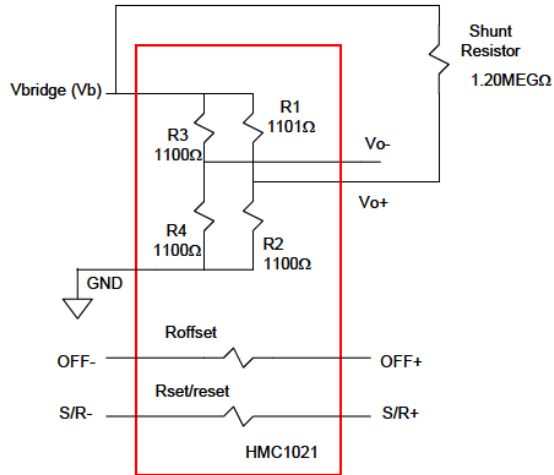 Shunt
Resistor
1.20MEGΩ
Vbridge (Vb)
R1
1101Ω
R3
1100Ω
Vo-
Vo+
R4
1100Ω
R2
1100Ω
GND
Roffset
OFF-
OFF+
Rset/reset
S/R-
S/R+
HMC1021